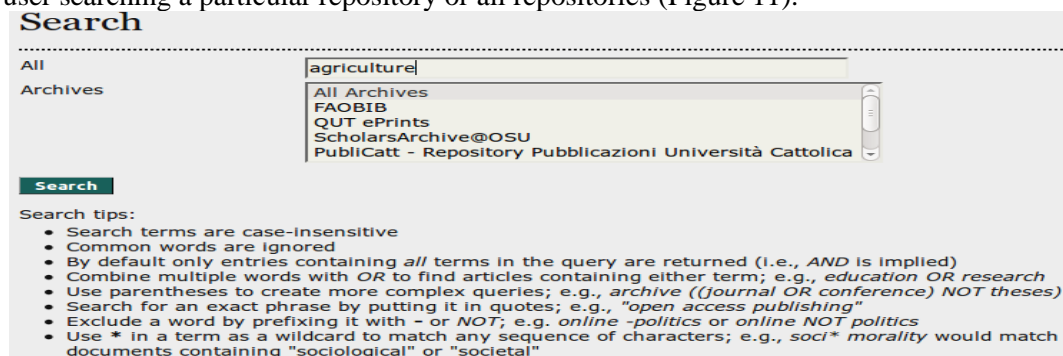 user searching a particular repository or all repositories (Figure 11).
Search
All agriculture
Archives All Archives
FAOBIB
QUT ePrints
ScholarsArchive@OSU
PubliCatt - Repository Pubblicazioni Università Cattolica
Search
Search tips:
• Search terms are case-insensitive
• Common words are ignored
• By default only entries containing all terms in the query are returned (i.e., AND is implied)
• Combine multiple words with OR to find articles containing either term; e.g., education OR research
• Use parentheses to create more complex queries; e.g., archive ((journal OR conference) NOT theses)
• Search for an exact phrase by putting it in quotes; e.g., "open access publishing"
• Exclude a word by prefixing it with - or NOT; e.g. online -politics or online NOT politics
• Use * in a term as a wildcard to match any sequence of characters; e.g., soci* morality would match
documents containing "sociological" or "societal"